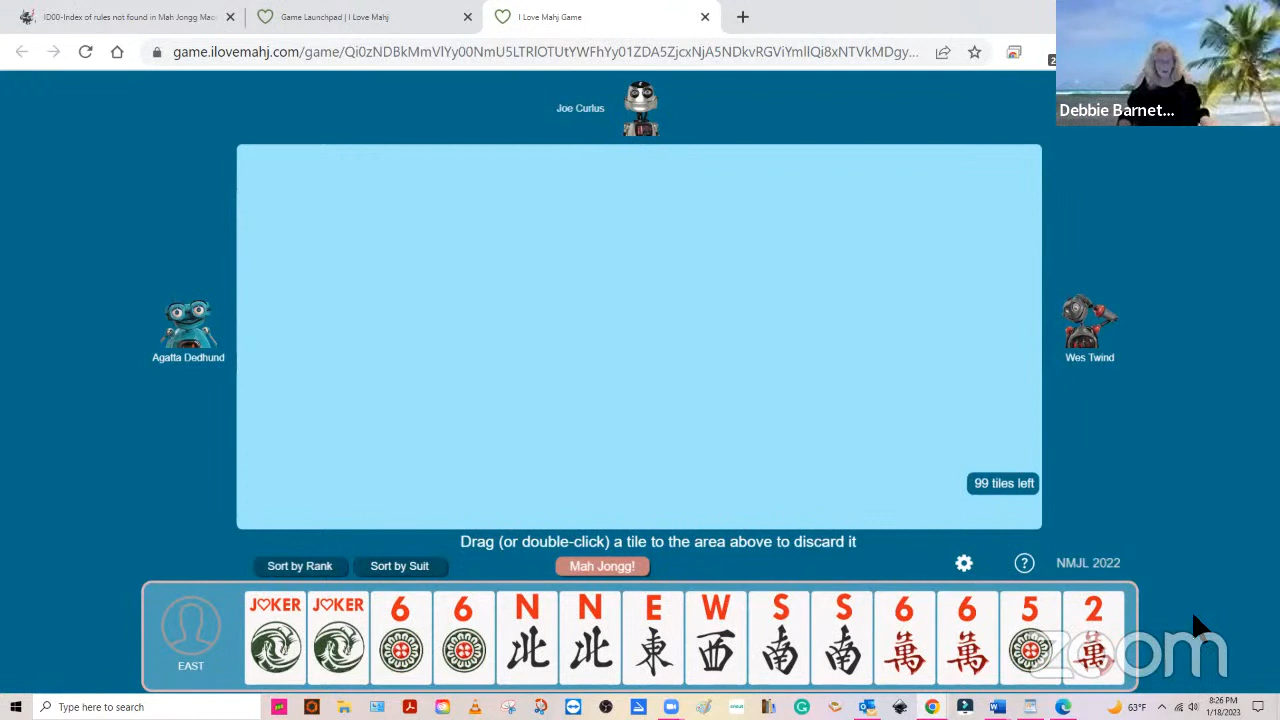 ID00-Index of rules not found in Mah Jongg Mac
Game Launchpad | I Love Mahj
I Love Mahj Game
game.ilovemahj.com/game/Qi0zNDBkMmVlYy00NmU5LTRlOTUtYWFhYy01ZDA5ZjcxNjA5NDkvRGViYmllQi8xNTVkMDgy...
2
Debbie Barnet...
Joe Curlus
Agatta Dedhund
Wes Twind
99 tiles left
Drag (or double-click) a tile to the area above to discard it
Sort by Rank
Sort by Suit
Mah Jongg!
?
NMJL 2022
EAST
J♡KER J♡KER 6 6 N N E W S S 6 6 5 2
北 北 東 西 南 南 萬 萬 萬
zoom
Type here to search
63°F
8:26 PM
1/18/2023